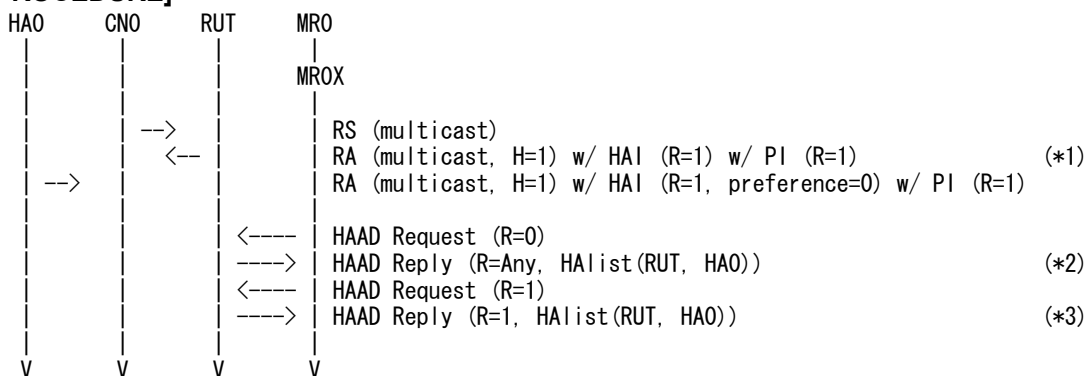 HA0 CN0 RUT MR0
| | | |
| | | MR0X
| | | |
| | --> | | RS (multicast)
| | <-- | | RA (multicast, H=1) w/ HAI (R=1) w/ PI (R=1) (*1)
| --> | | | RA (multicast, H=1) w/ HAI (R=1, preference=0) w/ PI (R=1)
| | | |
| | | <---- | HAAD Request (R=0)
| | | ----> | HAAD Reply (R=Any, HAlist(RUT, HA0)) (*2)
| | | <---- | HAAD Request (R=1)
| | | ----> | HAAD Reply (R=1, HAlist(RUT, HA0)) (*3)
| | | |
V V V V